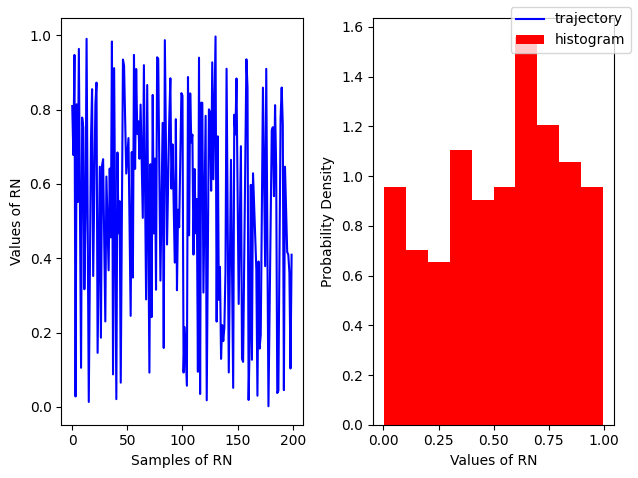 trajectory
histogram
Values of RN
1.0
0.8
0.6
0.4
0.2
0.0
0 50 100 150 200
Samples of RN
Probability Density
1.6
1.4
1.2
1.0
0.8
0.6
0.4
0.2
0.0
0.00 0.25 0.50 0.75 1.00
Values of RN